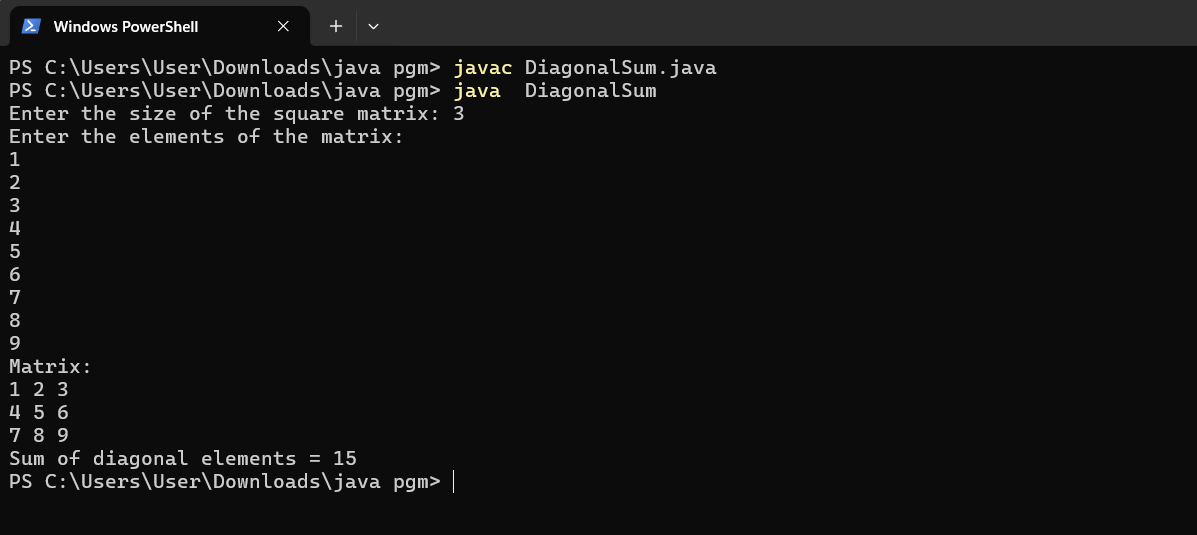 Windows PowerShell
PS C:\Users\User\Downloads\java pgm> javac DiagonalSum.java
PS C:\Users\User\Downloads\java pgm> java  DiagonalSum
Enter the size of the square matrix: 3
Enter the elements of the matrix:
1
2
3
4
5
6
7
8
9
Matrix:
1 2 3
4 5 6
7 8 9
Sum of diagonal elements = 15
PS C:\Users\User\Downloads\java pgm>